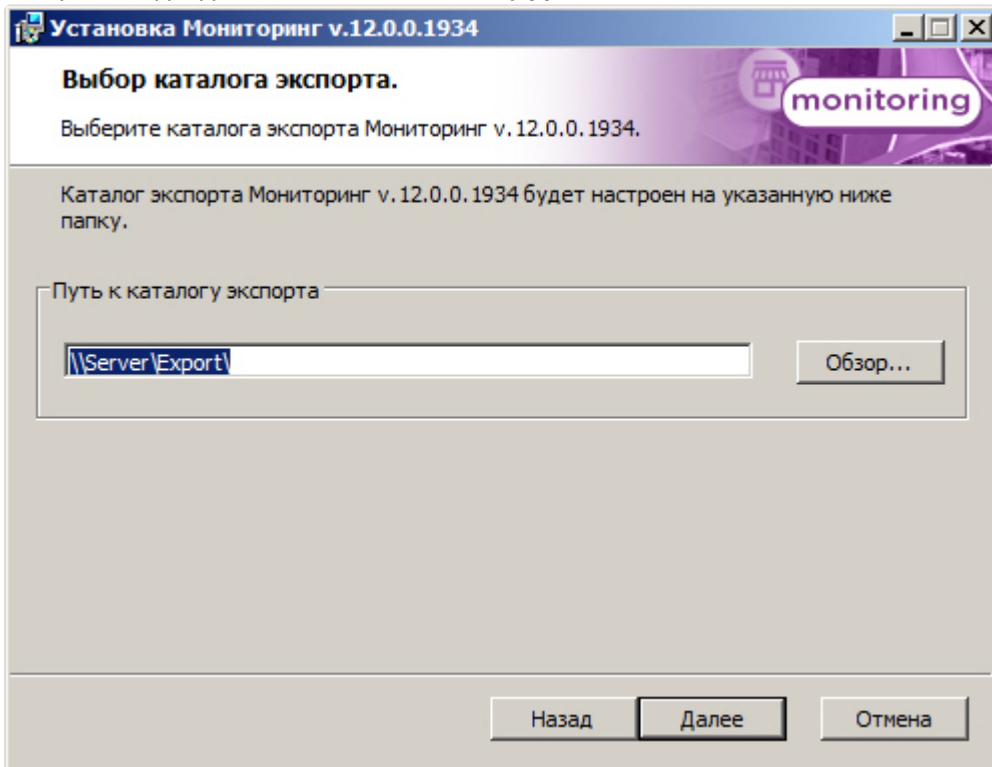 Установка Мониторинг v.12.0.0.1934
Выбор каталога экспорта.
monitoring
Выберите каталога экспорта Мониторинг v.12.0.0.1934.
Каталог экспорта Мониторинг v.12.0.0.1934 будет настроен на указанную ниже
папку.
Путь к каталогу экспорта
\\Server\Export\
Обзор...
Назад
Далее
Отмена